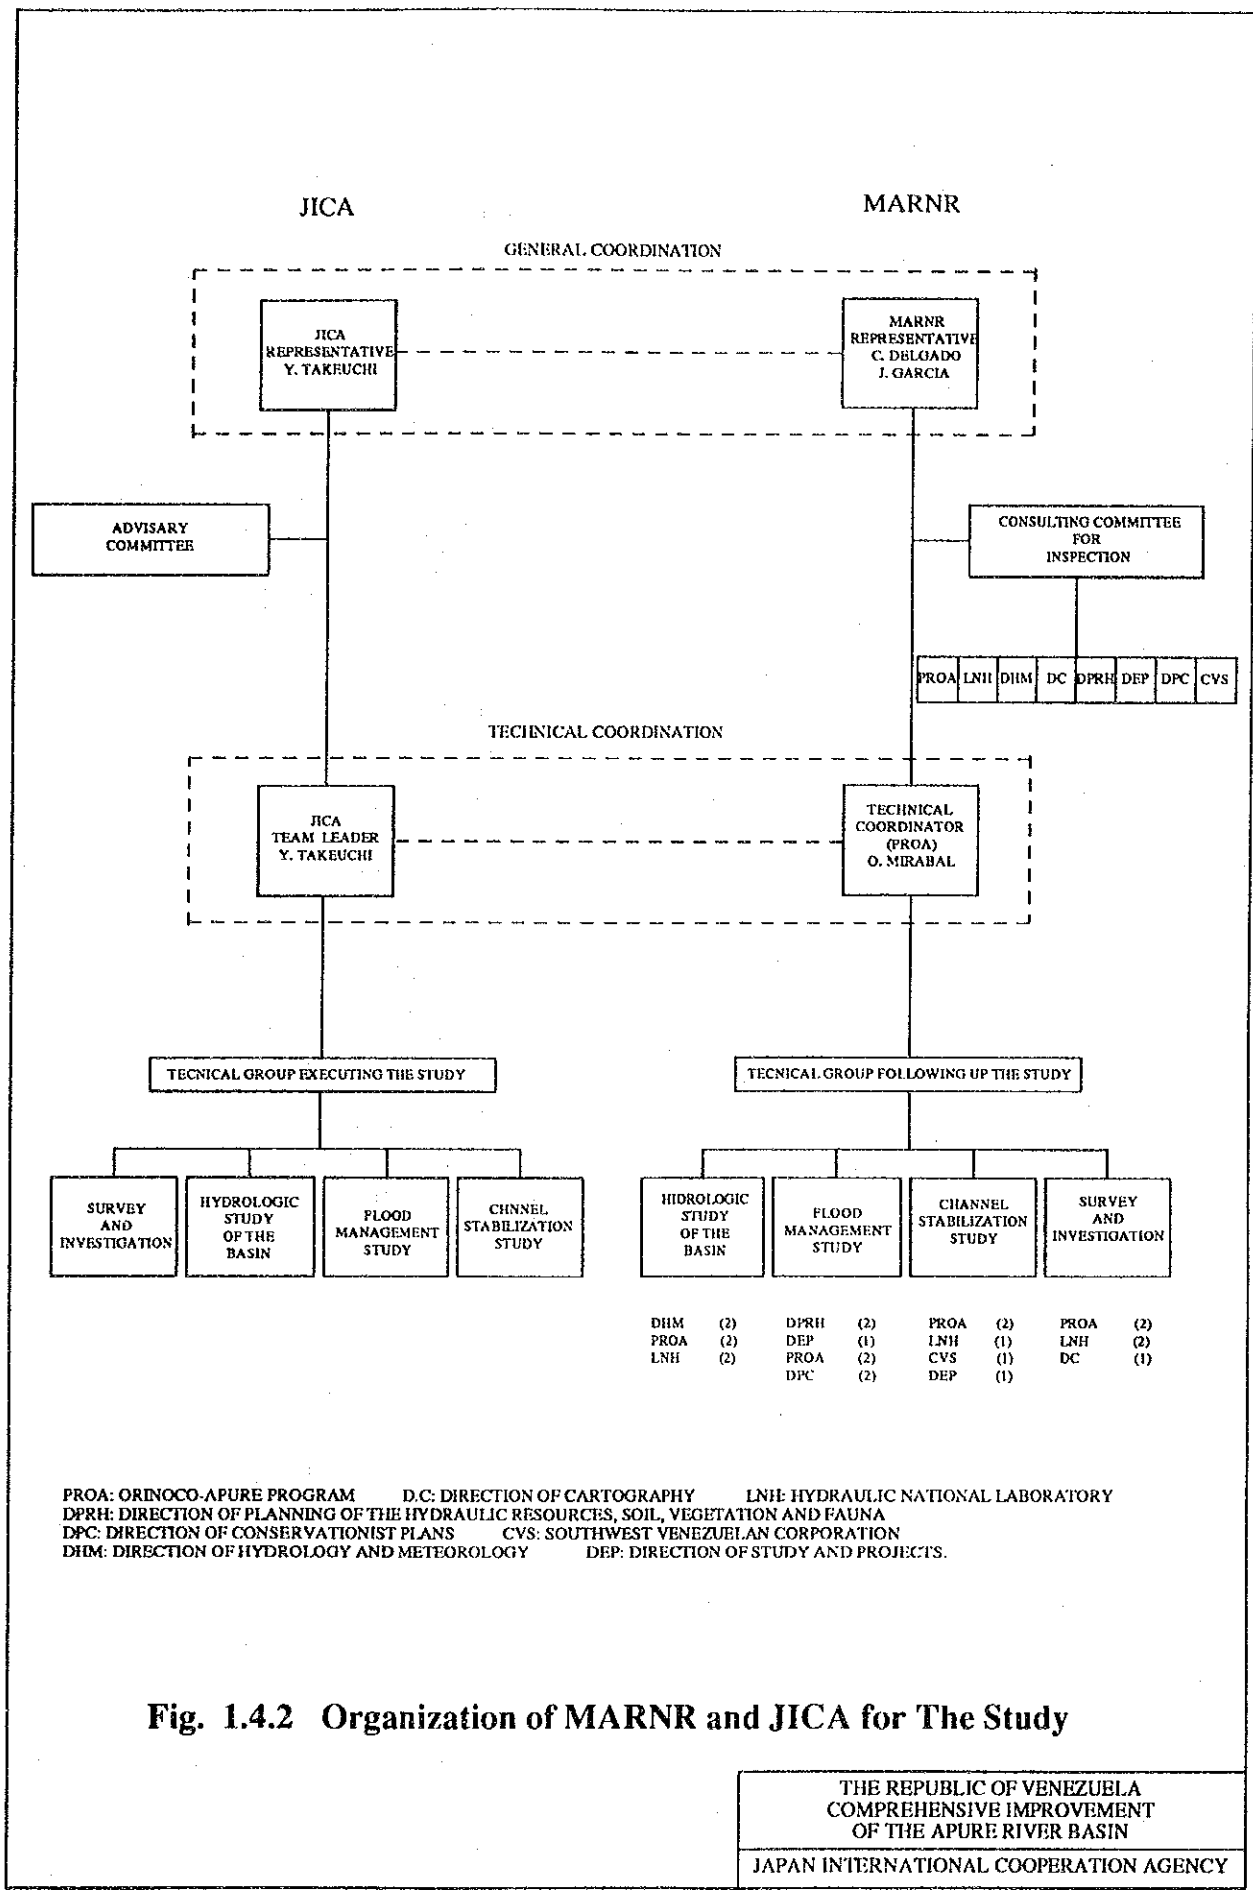 JICA
MARNR
GENERAL COORDINATION
JICA
REPRESENTATIVE
Y. TAKEUCHI
MARNR
REPRESENTATIVE
C. DELGADO
J. GARCIA
ADVISARY
COMMITTEE
CONSULTING COMMITTEE
FOR
INSPECTION
PROA LNH DHM DC DPRH DEP DPC CVS
TECHNICAL COORDINATION
JICA
TEAM LEADER
Y. TAKEUCHI
TECHNICAL
COORDINATOR
(PROA)
O. MIRABAL
TECNICAL GROUP EXECUTING THE STUDY
TECNICAL GROUP FOLLOWING UP THE STUDY
SURVEY
AND
INVESTIGATION
HYDROLOGIC
STUDY
OF THE
BASIN
FLOOD
MANAGEMENT
STUDY
CHNNEL
STABILIZATION
STUDY
HIDROLOGIC
STUDY
OF THE
BASIN
FLOOD
MANAGEMENT
STUDY
CHANNEL
STABILIZATION
STUDY
SURVEY
AND
INVESTIGATION
DHM (2) DPRH (2) PROA (2) PROA (2)
PROA (2) DEP (1) LNH (1) LNH (2)
LNH (2) PROA (2) CVS (1) DC (1)
DPC (2) DEP (1)
PROA: ORINOCO-APURE PROGRAM D.C: DIRECTION OF CARTOGRAPHY LNH: HYDRAULIC NATIONAL LABORATORY
DPRH: DIRECTION OF PLANNING OF THE HYDRAULIC RESOURCES, SOIL, VEGETATION AND FAUNA
DPC: DIRECTION OF CONSERVATIONIST PLANS CVS: SOUTHWEST VENEZUELAN CORPORATION
DHM: DIRECTION OF HYDROLOGY AND METEOROLOGY DEP: DIRECTION OF STUDY AND PROJECTS.
Fig. 1.4.2 Organization of MARNR and JICA for The Study
THE REPUBLIC OF VENEZUELA
COMPREHENSIVE IMPROVEMENT
OF THE APURE RIVER BASIN
JAPAN INTERNATIONAL COOPERATION AGENCY